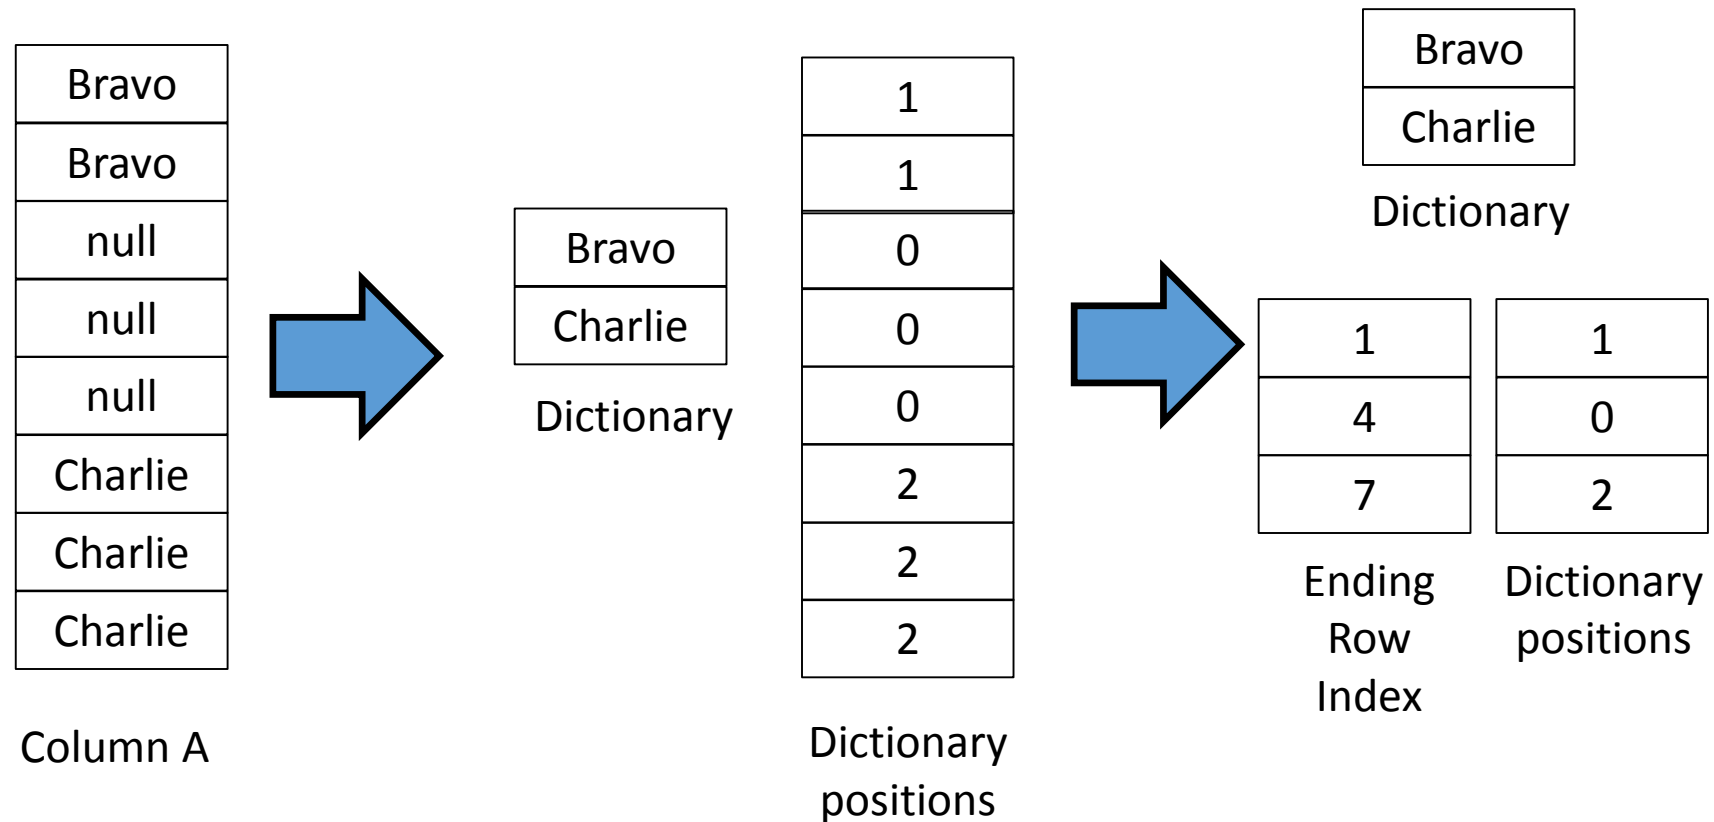 Bravo
Bravo
null
null
null
Charlie
Charlie
Charlie
Column A
Bravo
Charlie
Dictionary
1
1
0
0
0
2
2
2
Dictionary
positions
Bravo
Charlie
Dictionary
1
4
7
Ending
Row
Index
1
0
2
Dictionary
positions